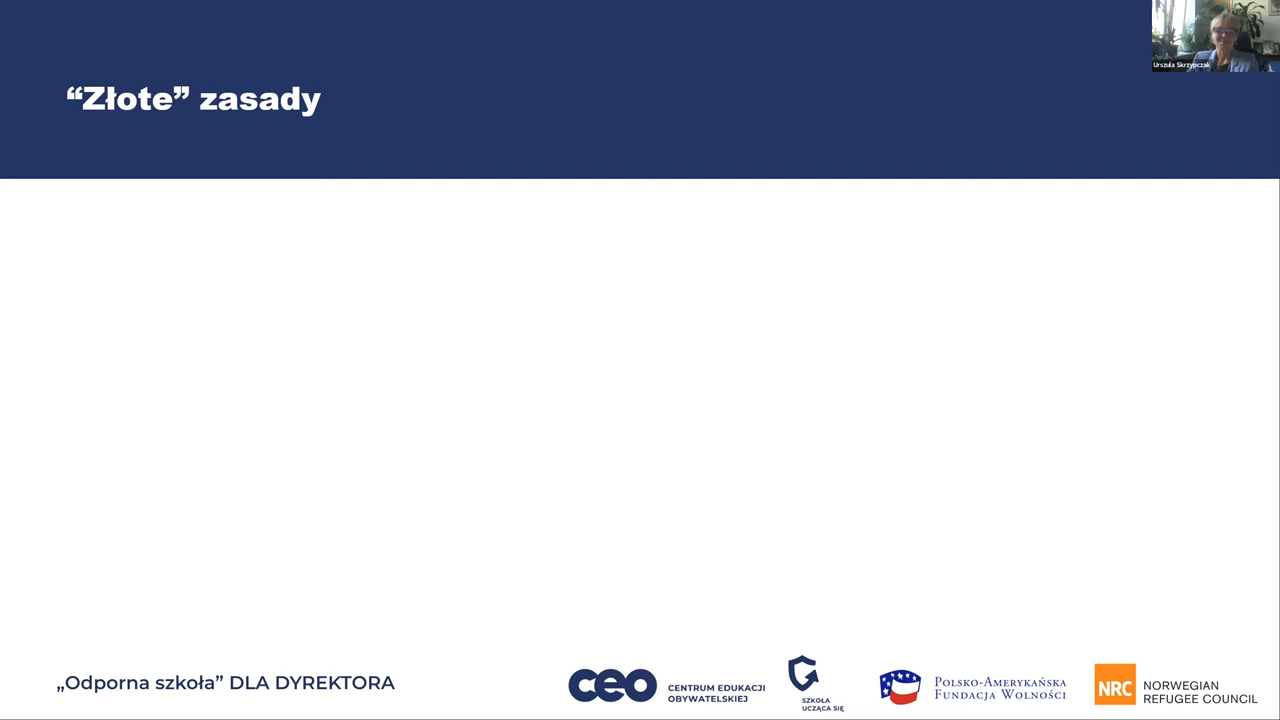 Urszula Skrzypczak
“Złote” zasady
„Odporna szkoła” DLA DYREKTORA
ceo
CENTRUM EDUKACJI
OBYWATELSKIEJ
SZKOŁA
UCZĄCA SIĘ
POLSKO-AMERYKAŃSKA
FUNDACJA WOLNOŚCI
NRC
NORWEGIAN
REFUGEE COUNCIL